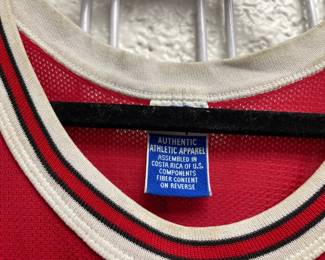 AUTHENTIC
ATHLETIC APPAREL
ASSEMBLED IN
COSTA RICA OF U.S.
COMPONENTS
FIBER CONTENT
ON REVERSE